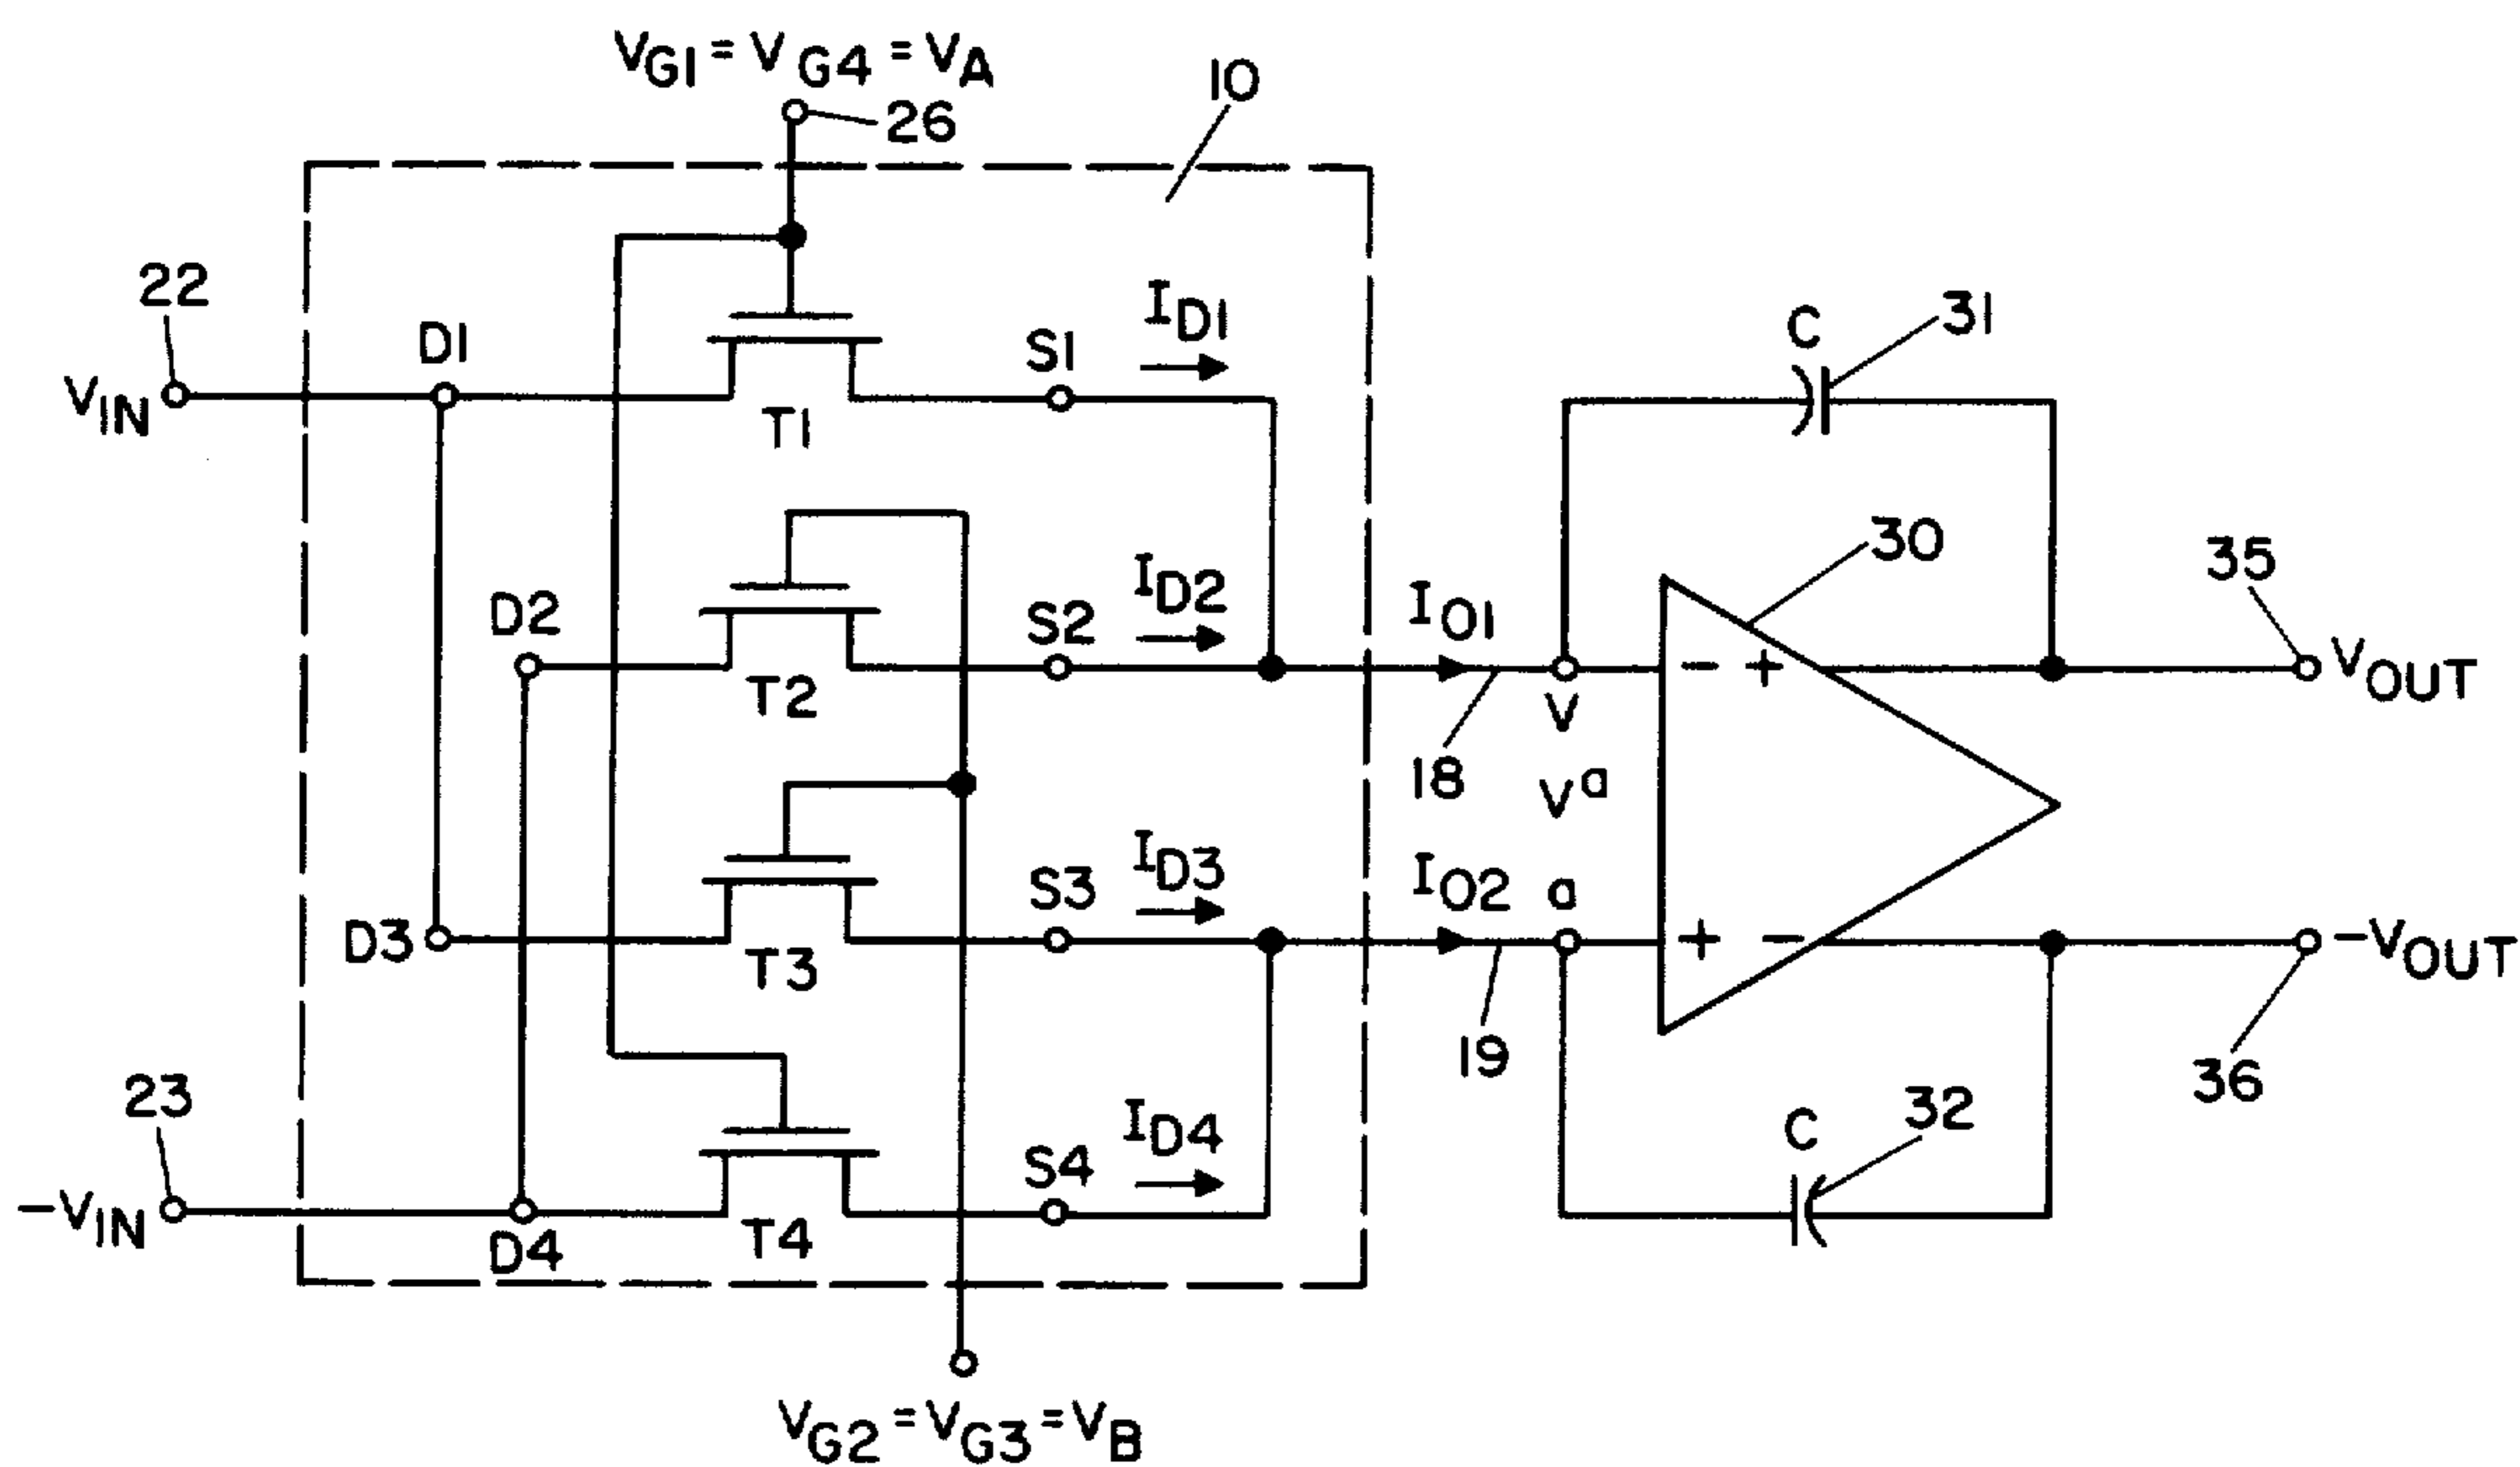 VG1 = VG4 = VA
26
10
22
D1
VIN
T1
S1
ID1
C
31
D2
T2
S2
ID2
IO1
18
V
30
35
VOUT
Va
D3
T3
S3
ID3
IO2
19
a
- +
+ -
-VOUT
36
23
-VIN
D4
T4
S4
ID4
C
32
VG2 = VG3 = VB